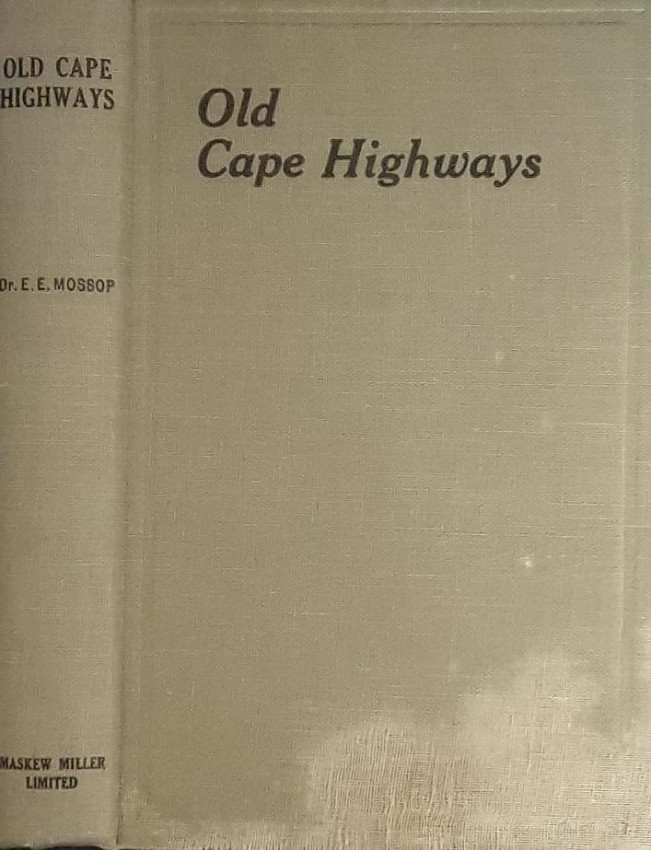 OLD CAPE
HIGHWAYS
Dr. E. E. MOSSOP
MASKEW MILLER
LIMITED
Old
Cape Highways